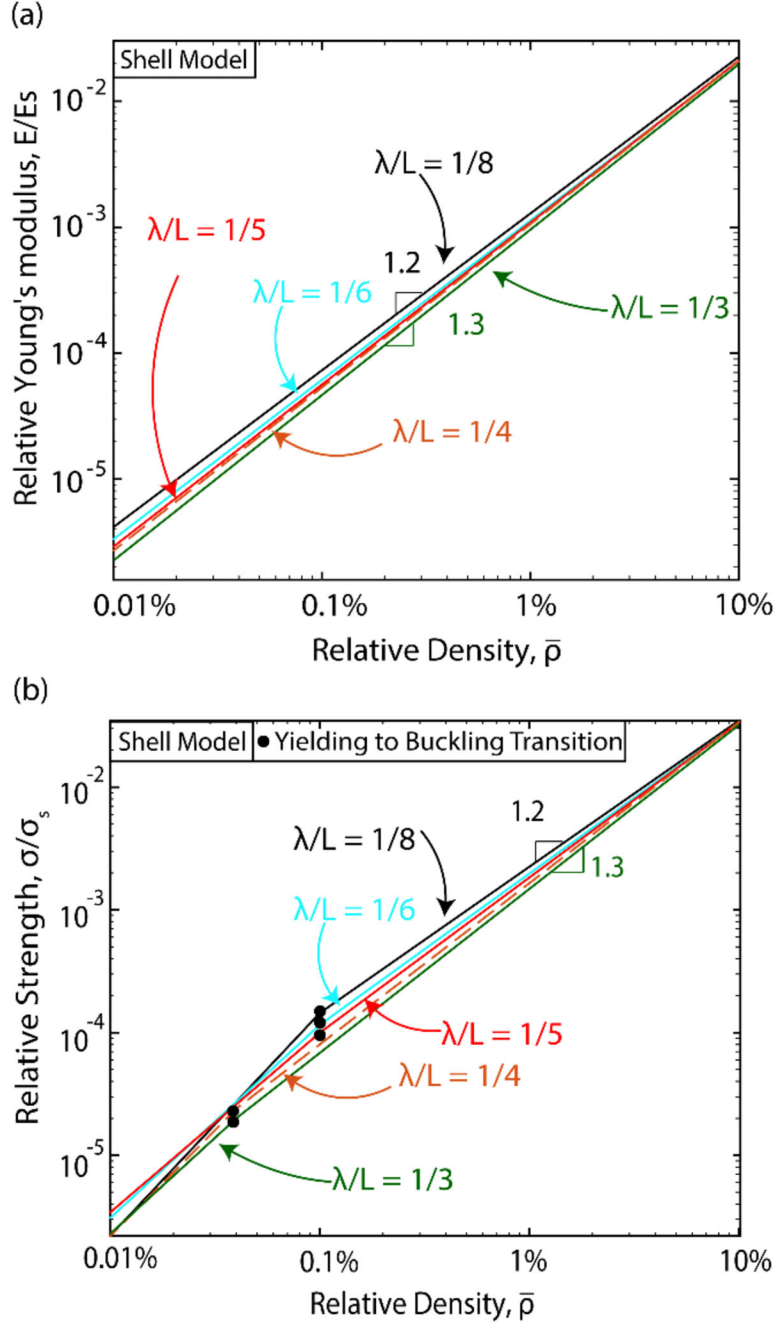 (a)
Shell Model
10⁻²
λ/L = 1/8
10⁻³
λ/L = 1/5
1.2
λ/L = 1/6
λ/L = 1/3
1.3
10⁻⁴
λ/L = 1/4
10⁻⁵
Relative Young's modulus, E/Es
0.01% 0.1% 1% 10%
Relative Density, ρ̅
(b)
Shell Model ● Yielding to Buckling Transition
10⁻²
1.2
λ/L = 1/8
1.3
10⁻³
λ/L = 1/6
10⁻⁴
λ/L = 1/5
λ/L = 1/4
10⁻⁵
λ/L = 1/3
Relative Strength, σ/σₛ
0.01% 0.1% 1% 10%
Relative Density, ρ̅